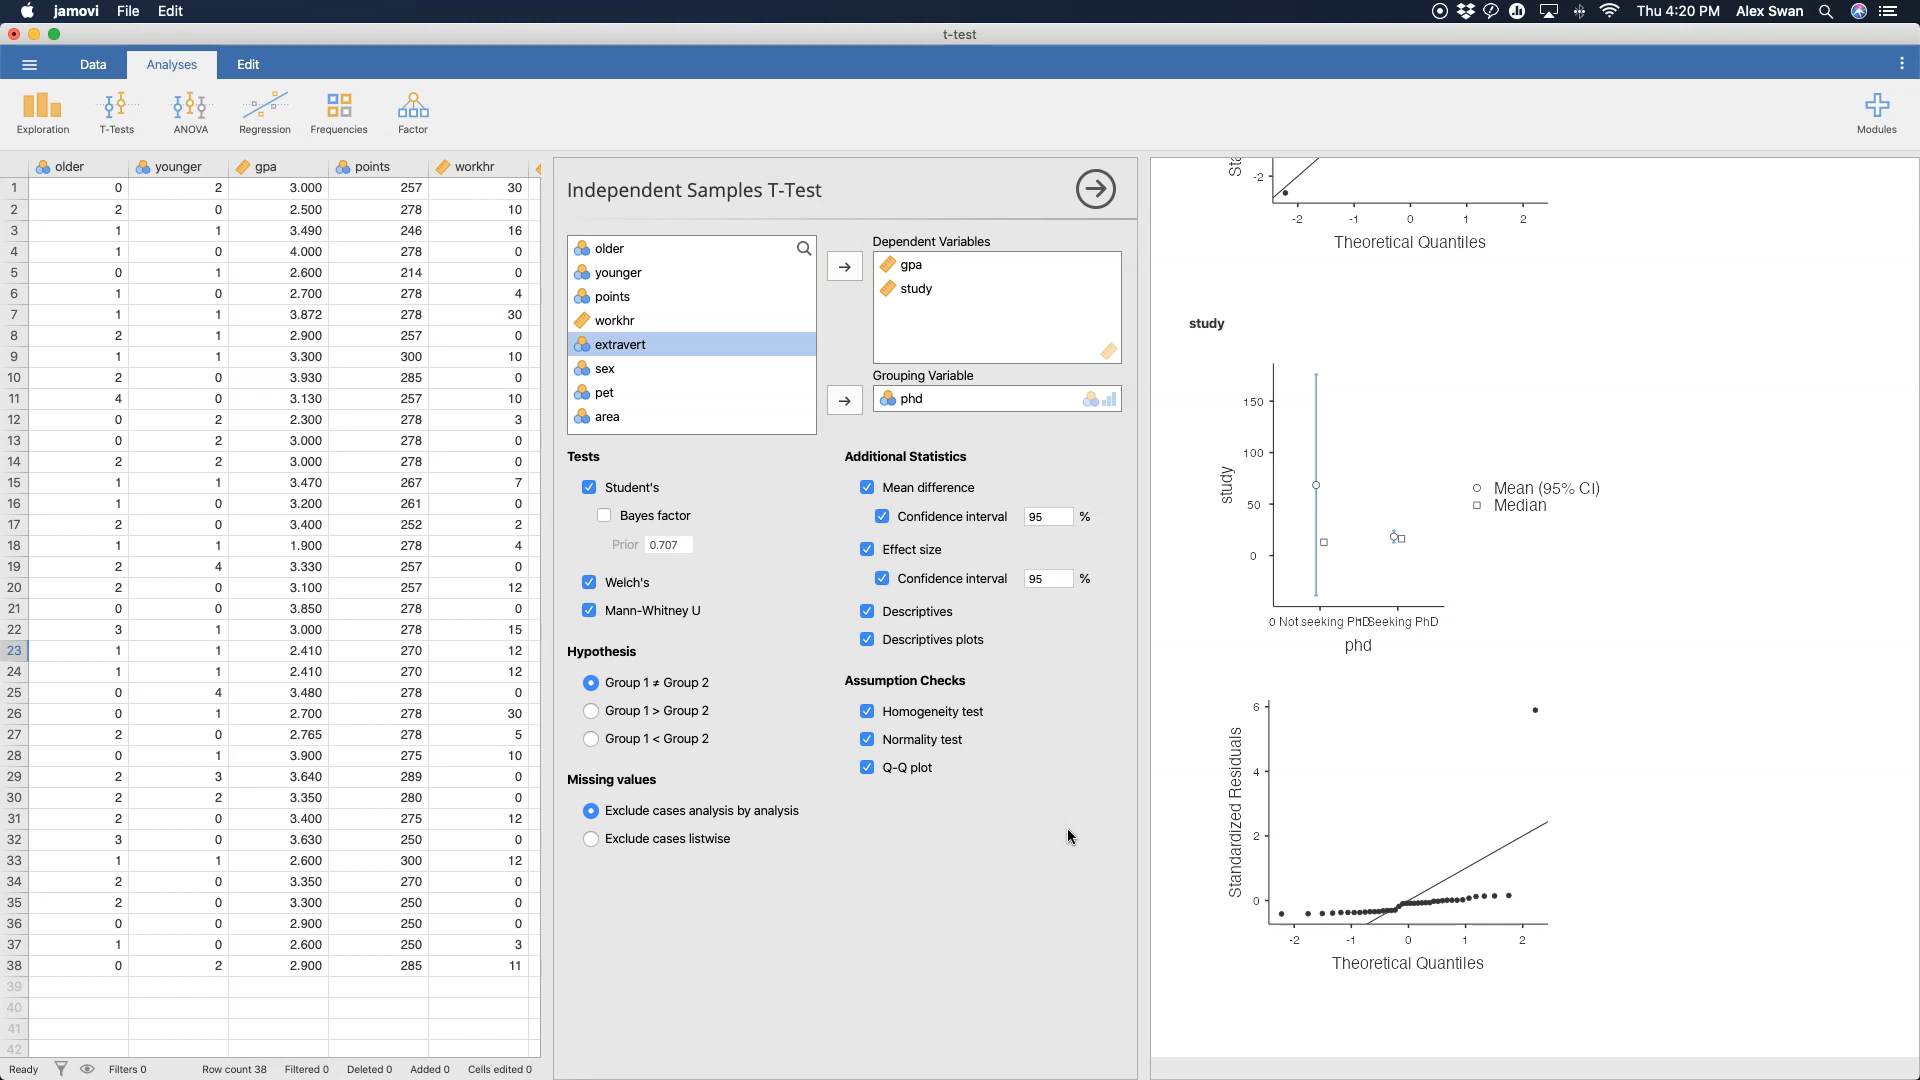 jamovi File Edit Thu 4:20 PM Alex Swan
t-test
Data Analyses Edit
Exploration T-Tests ANOVA Regression Frequencies Factor Modules
older younger gpa points workhr
1 0 2 3.000 257 30
2 2 0 2.500 278 10
3 1 1 3.490 246 16
4 1 0 4.000 278 0
5 0 1 2.600 214 0
6 1 0 2.700 278 4
7 1 1 3.872 278 30
8 2 1 2.900 257 0
9 1 1 3.300 300 10
10 2 0 3.930 285 0
11 4 0 3.130 257 10
12 0 2 2.300 278 3
13 0 2 3.000 278 0
14 2 2 3.000 278 0
15 1 1 3.470 267 7
16 1 0 3.200 261 0
17 2 0 3.400 252 2
18 1 1 1.900 278 4
19 2 4 3.330 257 0
20 2 0 3.100 257 12
21 0 0 3.850 278 0
22 3 1 3.000 278 15
23 1 1 2.410 270 12
24 1 1 2.410 270 12
25 0 4 3.480 278 0
26 0 1 2.700 278 30
27 2 0 2.765 278 5
28 0 1 3.900 275 10
29 2 3 3.640 289 0
30 2 2 3.350 280 0
31 2 0 3.400 275 12
32 3 0 3.630 250 0
33 1 1 2.600 300 12
34 2 0 3.350 270 0
35 2 0 3.300 250 0
36 0 0 2.900 250 0
37 1 0 2.600 250 3
38 0 2 2.900 285 11
39
40
41
42
Ready Filters 0 Row count 38 Filtered 0 Deleted 0 Added 0 Cells edited 0
Independent Samples T-Test
older
younger
points
workhr
extravert
sex
pet
area
Dependent Variables
gpa
study
Grouping Variable
phd
Tests
Student's
Bayes factor
Prior 0.707
Welch's
Mann-Whitney U
Hypothesis
Group 1 ≠ Group 2
Group 1 > Group 2
Group 1 < Group 2
Missing values
Exclude cases analysis by analysis
Exclude cases listwise
Additional Statistics
Mean difference
Confidence interval 95 %
Effect size
Confidence interval 95 %
Descriptives
Descriptives plots
Assumption Checks
Homogeneity test
Normality test
Q-Q plot
-2
-2 -1 0 1 2
Theoretical Quantiles
study
150
100
50
0
study
Mean (95% CI)
Median
0 Not seeking PhD Seeking PhD
phd
6
4
2
0
Standardized Residuals
-2 -1 0 1 2
Theoretical Quantiles